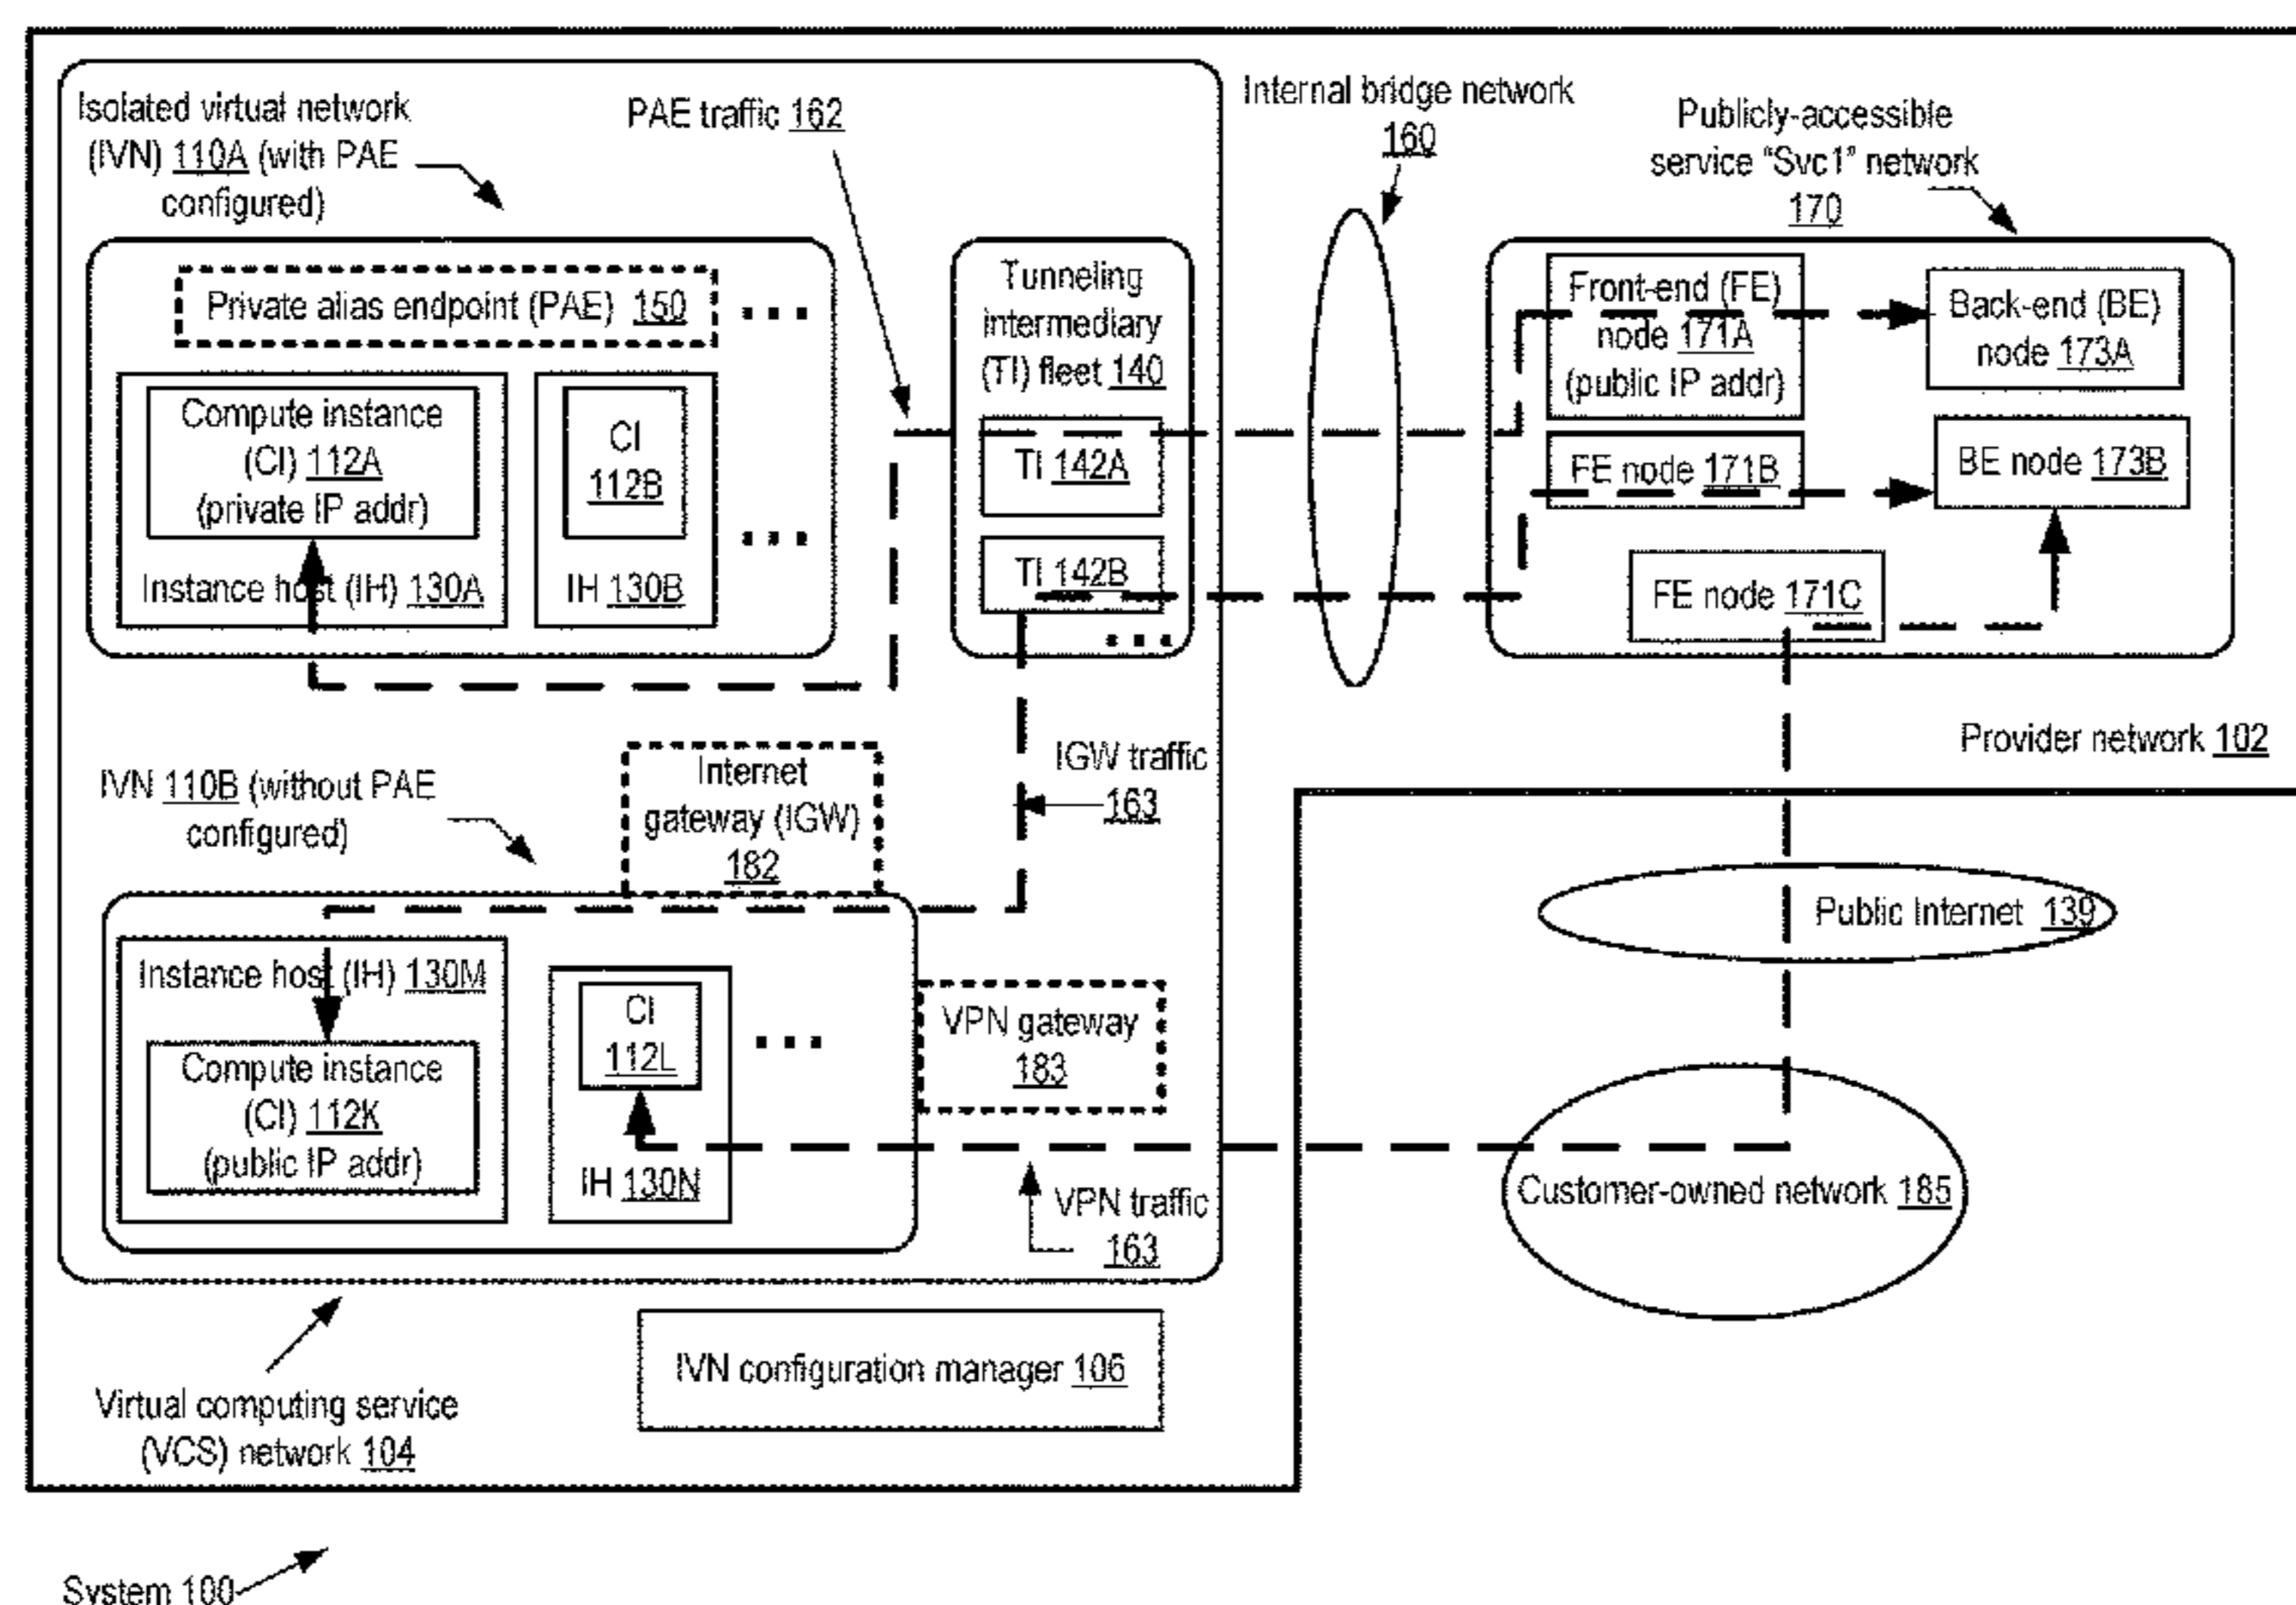 Isolated virtual network
(IVN) 110A (with PAE
configured)
PAE traffic 162
Internal bridge network
160
Publicly-accessible
service “Svc1” network
170
Private alias endpoint (PAE) 150
...
Compute instance
(CI) 112A
(private IP addr)
Instance host (IH) 130A
CI
112B
IH 130B
...
Tunneling
intermediary
(TI) fleet 140
TI 142A
TI 142B
...
Front-end (FE)
node 171A
(public IP addr)
Back-end (BE)
node 173A
FE node 171B
BE node 173B
FE node 171C
Provider network 102
IVN 110B (without PAE
configured)
Internet
gateway (IGW)
182
IGW traffic
163
Public Internet 139
Instance host (IH) 130M
Compute instance
(CI) 112K
(public IP addr)
CI
112L
IH 130N
...
VPN gateway
183
VPN traffic
163
Customer-owned network 185
IVN configuration manager 106
Virtual computing service
(VCS) network 104
System 100